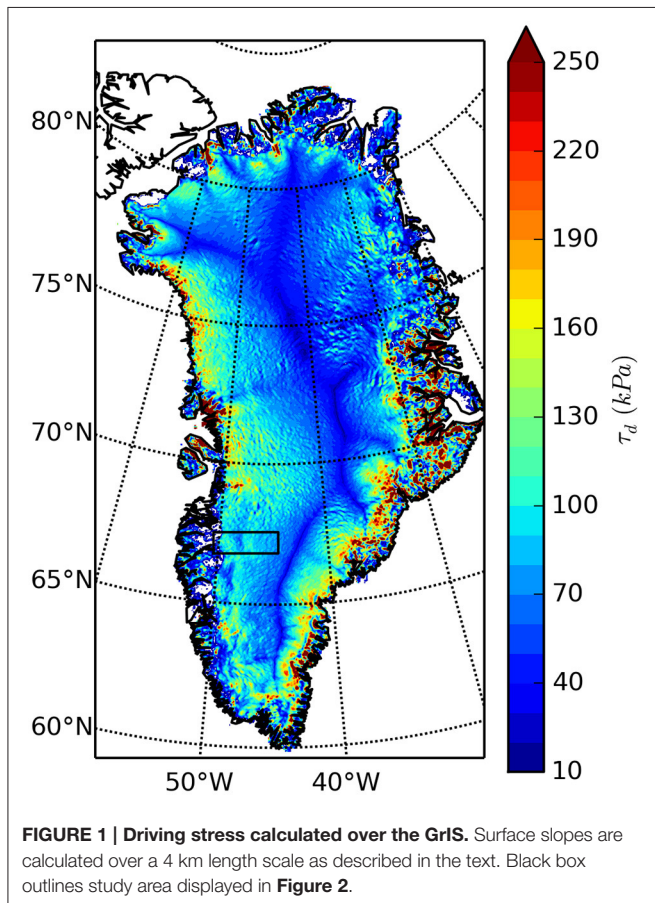 80°N
75°N
70°N
65°N
60°N
50°W
40°W
250
220
190
160
130
100
70
40
10
τd (kPa)
FIGURE 1 | Driving stress calculated over the GrIS. Surface slopes are
calculated over a 4 km length scale as described in the text. Black box
outlines study area displayed in Figure 2.